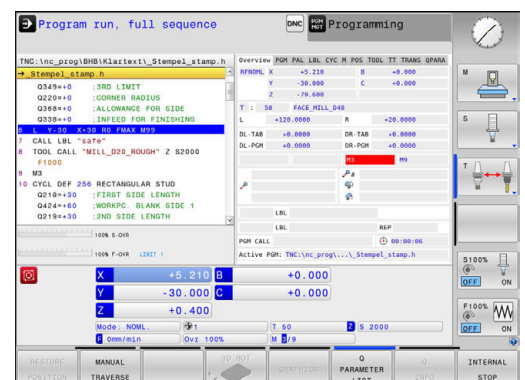 Program run, full sequence
DNC PGM MGT Programming
TNC:\nc_prog\BHB\Klartext\_Stempel_stamp.h
→_Stempel_stamp.h
Q349=+0 ;3RD LIMIT
Q220=+0 ;CORNER RADIUS
Q368=+0 ;ALLOWANCE FOR SIDE
Q338=+0 ;INFEED FOR FINISHING
6 L Y-30 X+30 R0 FMAX M99
7 CALL LBL "safe"
8 TOOL CALL "MILL_D20_ROUGH" Z S2000
F1000
9 M3
10 CYCL DEF 256 RECTANGULAR STUD
Q218=+30 ;FIRST SIDE LENGTH
Q424=+60 ;WORKPC. BLANK SIDE 1
Q219=+30 ;2ND SIDE LENGTH
100% S-OVR
100% F-OVR LIMIT 1
Overview PGM PAL LBL CYC M POS TOOL TT TRANS QPARA
RFNOML X +5.210 B +0.000
Y -30.000 C +0.000
Z -79.600
T : 50 FACE_MILL_D40
L +120.0000 R +20.0000
DL-TAB +0.0000 DR-TAB +0.0000
DL-PGM +0.0000 DR-PGM +0.0000
M3 M9
LBL
LBL REP
PGM CALL 00:00:06
Active PGM: TNC:\nc_prog\...\_Stempel_stamp.h
X +5.210 B +0.000
Y -30.000 C +0.000
Z +0.400
Mode: NOML. 1 T 50 Z S 2000
F 0mm/min Ovr 100% M 3/9
M
S
T
S100%
OFF ON
F100%
OFF ON
RESTORE POSITION
MANUAL TRAVERSE
3D ROT
GRAPHICS
Q PARAMETER LIST
Q INFO
INTERNAL STOP